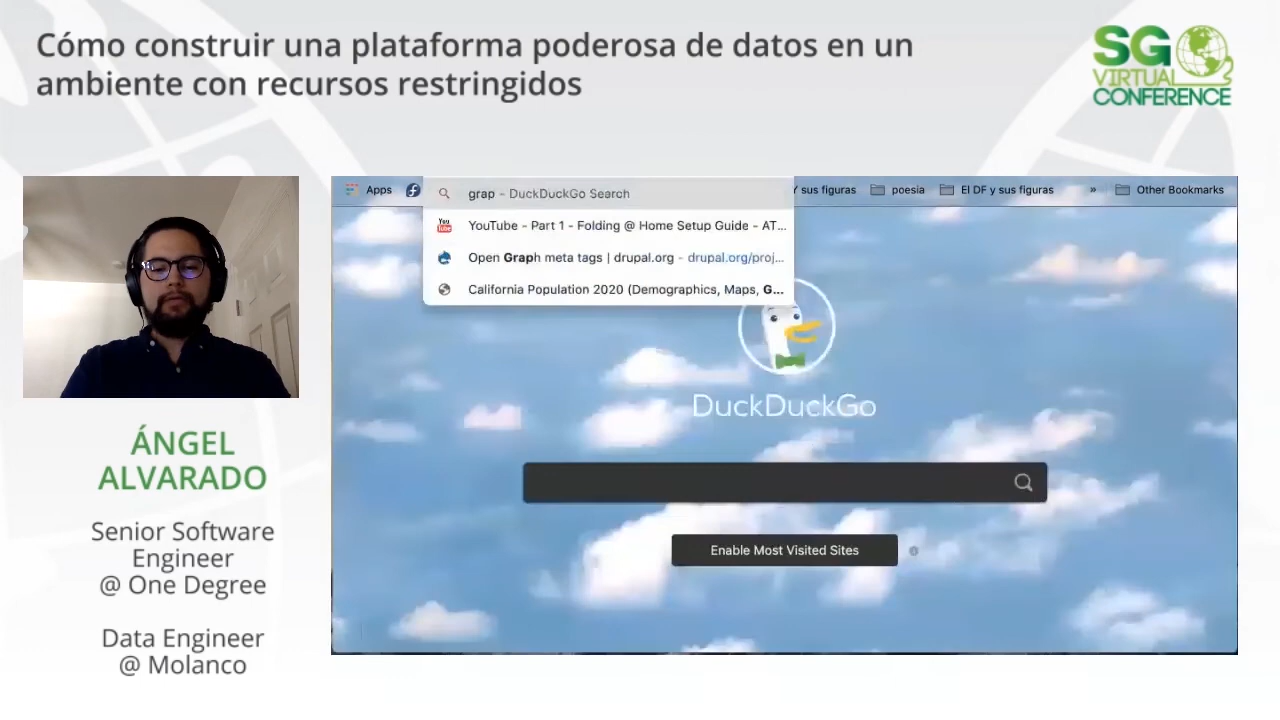 Cómo construir una plataforma poderosa de datos en un
ambiente con recursos restringidos
SG
VIRTUAL
CONFERENCE
Apps
grap – DuckDuckGo Search
Y sus figuras
poesia
El DF y sus figuras
»
Other Bookmarks
You
Tube
YouTube - Part 1 - Folding @ Home Setup Guide - AT...
Open Graph meta tags | drupal.org - drupal.org/proj...
California Population 2020 (Demographics, Maps, G...
DuckDuckGo
Enable Most Visited Sites
ÁNGEL
ALVARADO
Senior Software
Engineer
@ One Degree
Data Engineer
@ Molanco